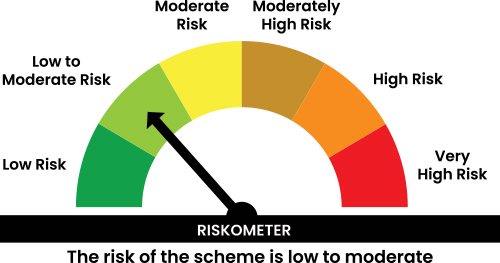 Low Risk
Low to
Moderate Risk
Moderate
Risk
Moderately
High Risk
High Risk
Very
High Risk
RISKOMETER
The risk of the scheme is low to moderate